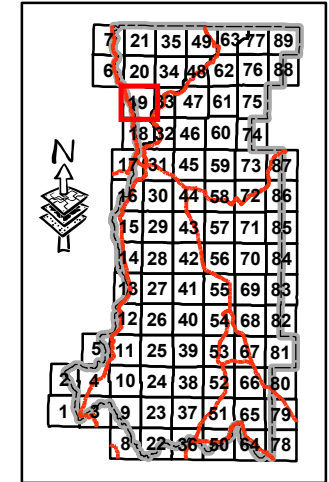 7 21 35 49 63 77 89
6 20 34 48 62 76 88
19 33 47 61 75
18 32 46 60 74
N
17 31 45 59 73 87
16 30 44 58 72 86
15 29 43 57 71 85
14 28 42 56 70 84
13 27 41 55 69 83
12 26 40 54 68 82
5 11 25 39 53 67 81
2 4 10 24 38 52 66 80
1 3 9 23 37 51 65 79
8 22 36 50 64 78